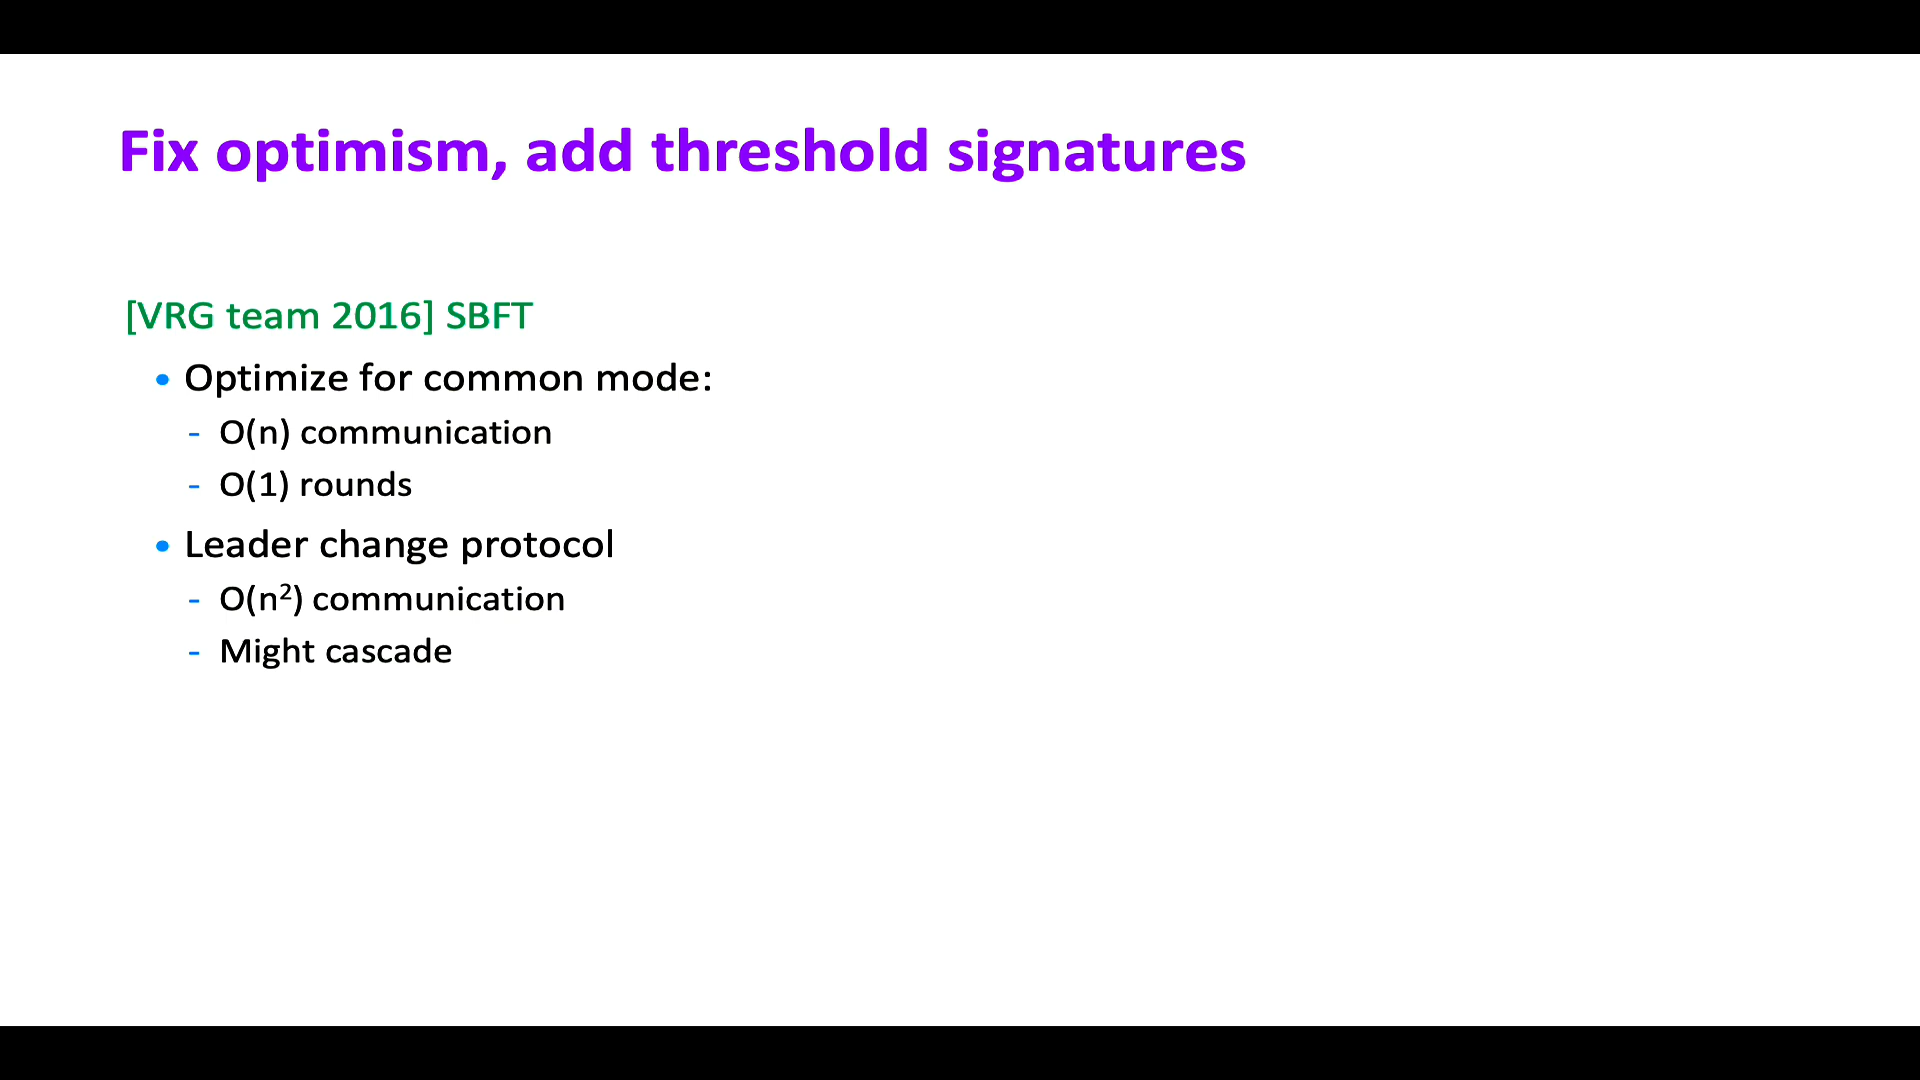 Fix optimism, add threshold signatures
[VRG team 2016] SBFT
• Optimize for common mode:
- O(n) communication
- O(1) rounds
• Leader change protocol
- O(n²) communication
- Might cascade